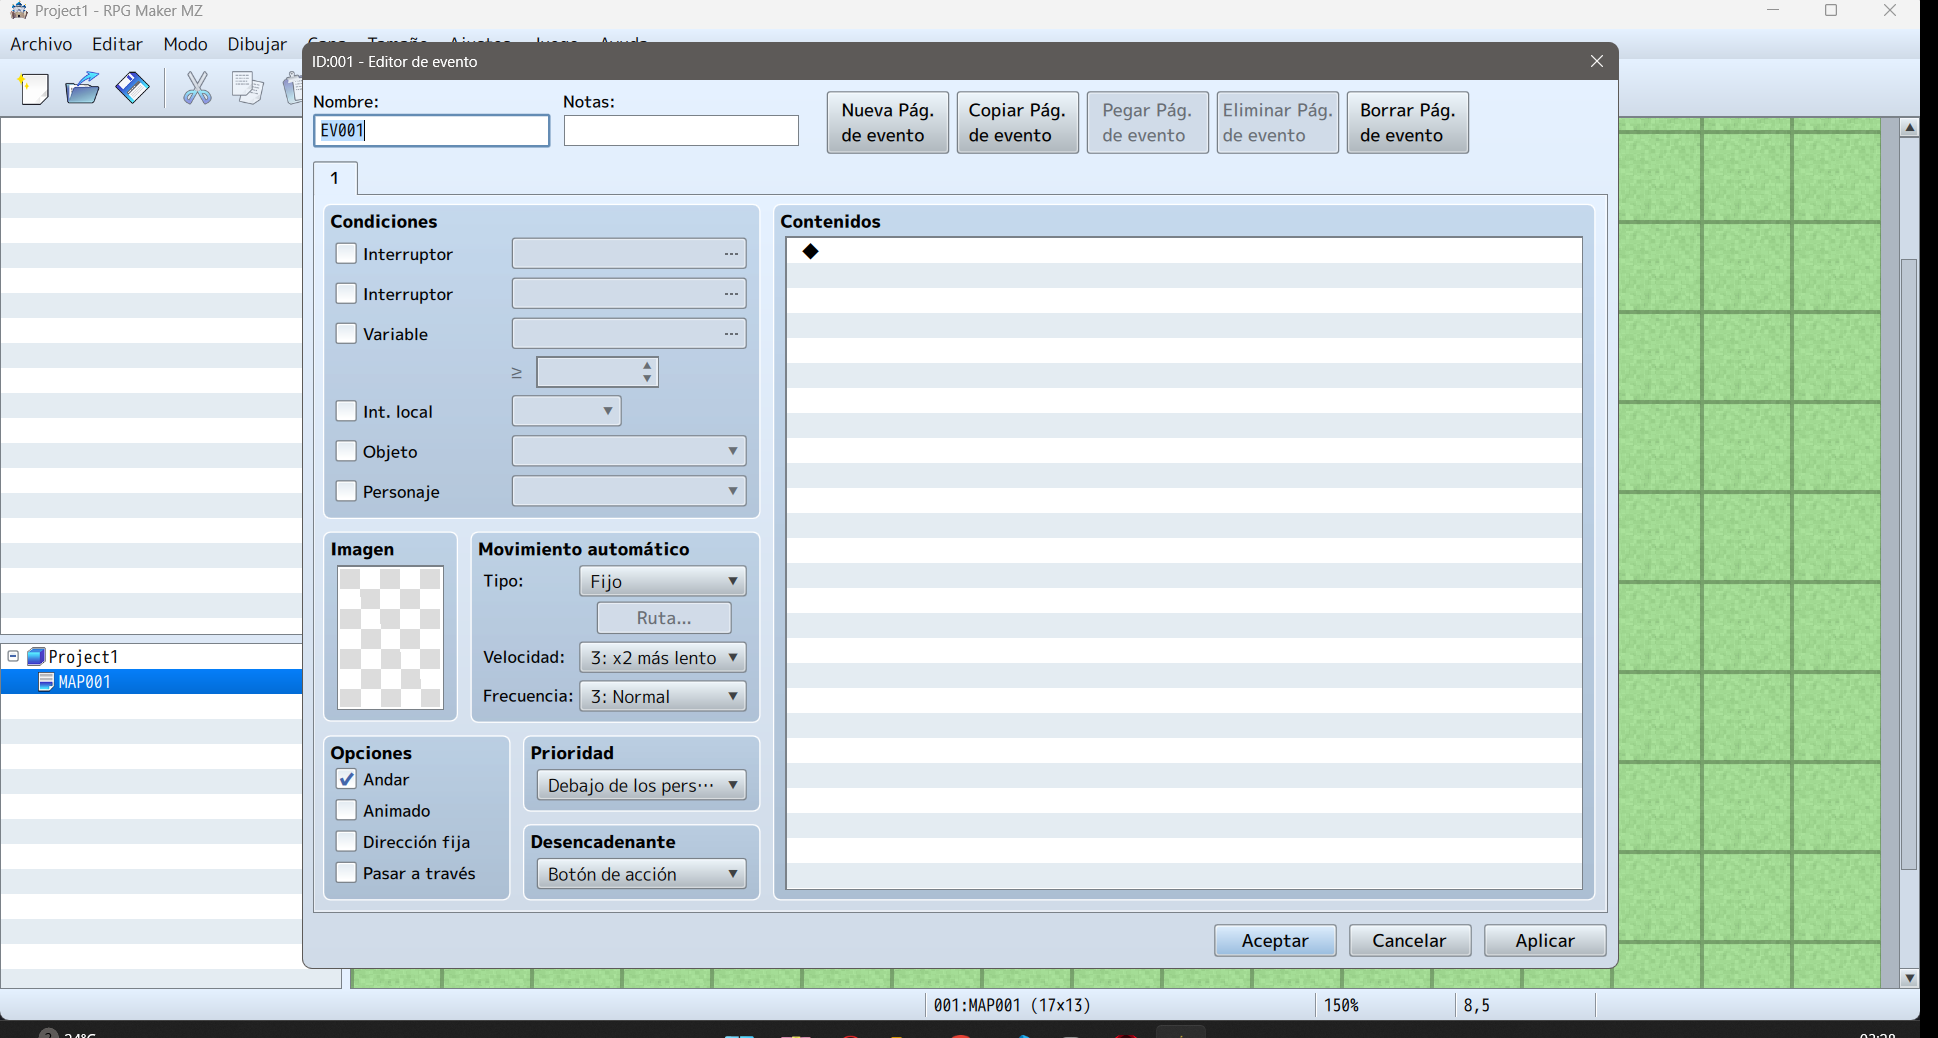 Project1 - RPG Maker MZ
Archivo Editar Modo Dibujar
ID:001 - Editor de evento
Nombre: Notas:
EV001
Nueva Pág. de evento
Copiar Pág. de evento
Pegar Pág. de evento
Eliminar Pág. de evento
Borrar Pág. de evento
1
Condiciones
Interruptor ...
Interruptor ...
Variable ...
≥
Int. local
Objeto
Personaje
Imagen
Movimiento automático
Tipo: Fijo
Ruta...
Velocidad: 3: x2 más lento
Frecuencia: 3: Normal
Opciones
Andar
Animado
Dirección fija
Pasar a través
Prioridad
Debajo de los pers...
Desencadenante
Botón de acción
Contenidos
◆
Aceptar Cancelar Aplicar
Project1
MAP001
001:MAP001 (17x13) 150% 8,5